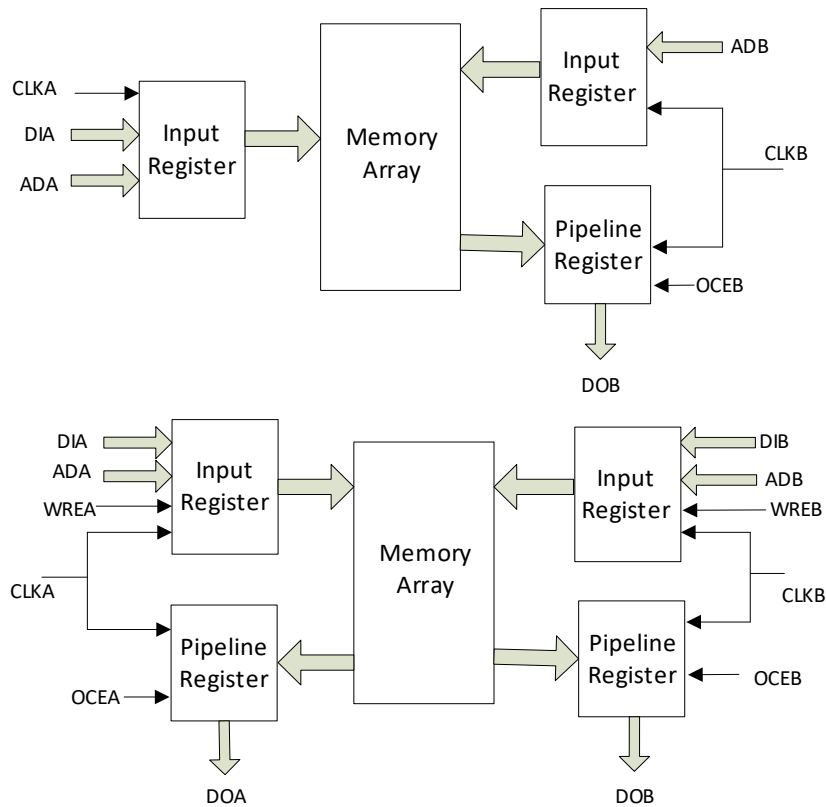 CLKA
DIA
ADA
Input
Register
Memory
Array
Input
Register
ADB
CLKB
Pipeline
Register
OCEB
DOB
DIA
ADA
WREA
CLKA
Input
Register
Memory
Array
Input
Register
DIB
ADB
WREB
CLKB
Pipeline
Register
OCEA
DOA
Pipeline
Register
OCEB
DOB